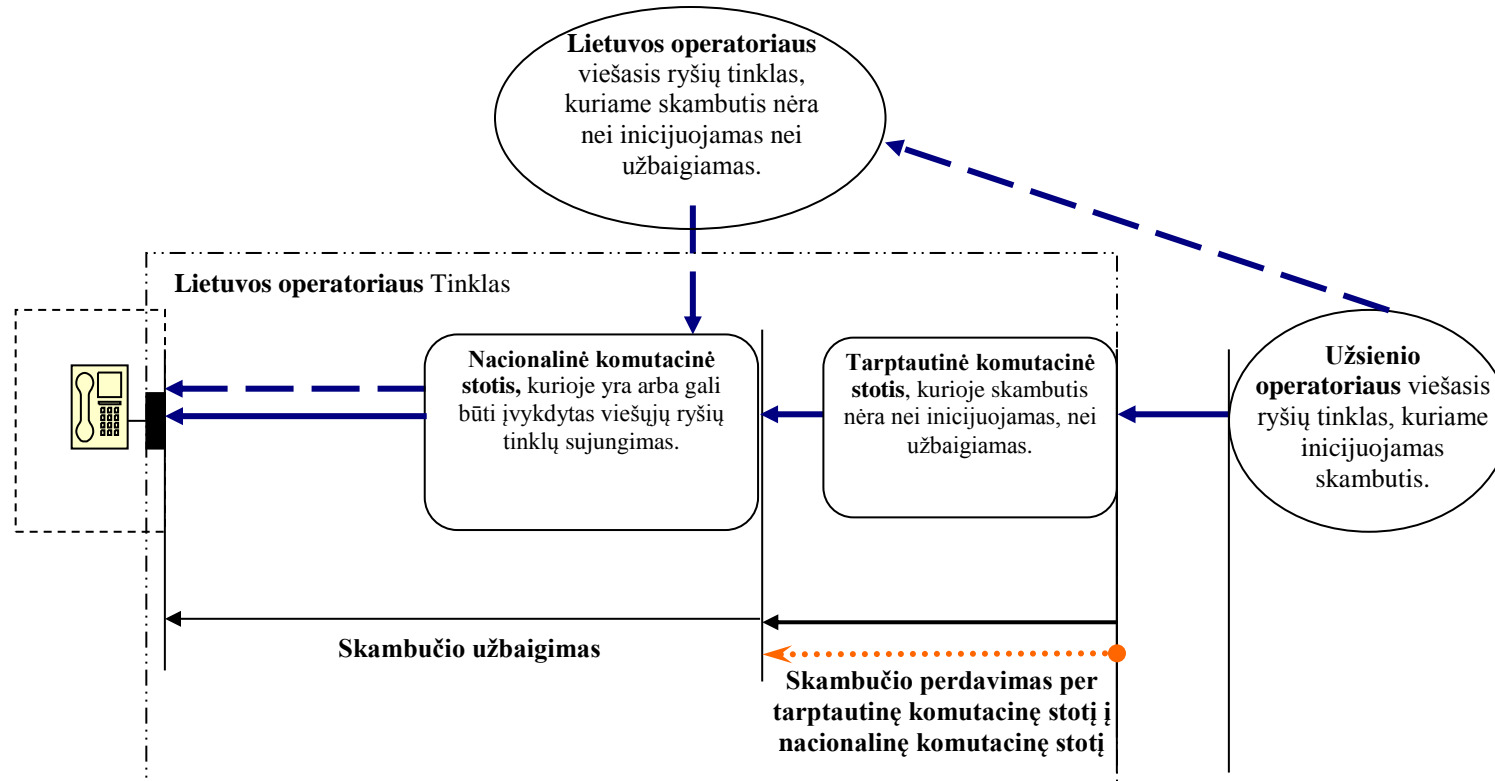 Lietuvos operatoriaus
viešasis ryšių tinklas,
kuriame skambutis nėra
nei inicijuojamas nei
užbaigiamas.
Lietuvos operatoriaus Tinklas
Nacionalinė komutacinė
stotis, kurioje yra arba gali
būti įvykdytas viešųjų ryšių
tinklų sujungimas.
Tarptautinė komutacinė
stotis, kurioje skambutis
nėra nei inicijuojamas, nei
užbaigiamas.
Užsienio
operatoriaus viešasis
ryšių tinklas, kuriame
inicijuojamas
skambutis.
Skambučio užbaigimas
Skambučio perdavimas per
tarptautinę komutacinę stotį į
nacionalinę komutacinę stotį